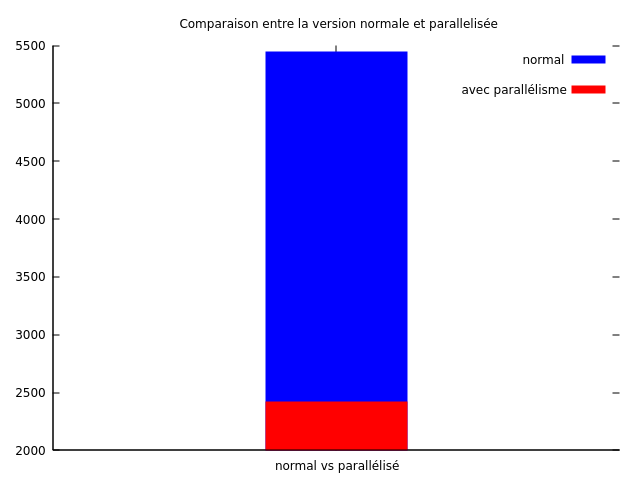 Comparaison entre la version normale et parallelisée
5500
5000
4500
4000
3500
3000
2500
2000
normal
avec parallélisme
normal vs parallélisé